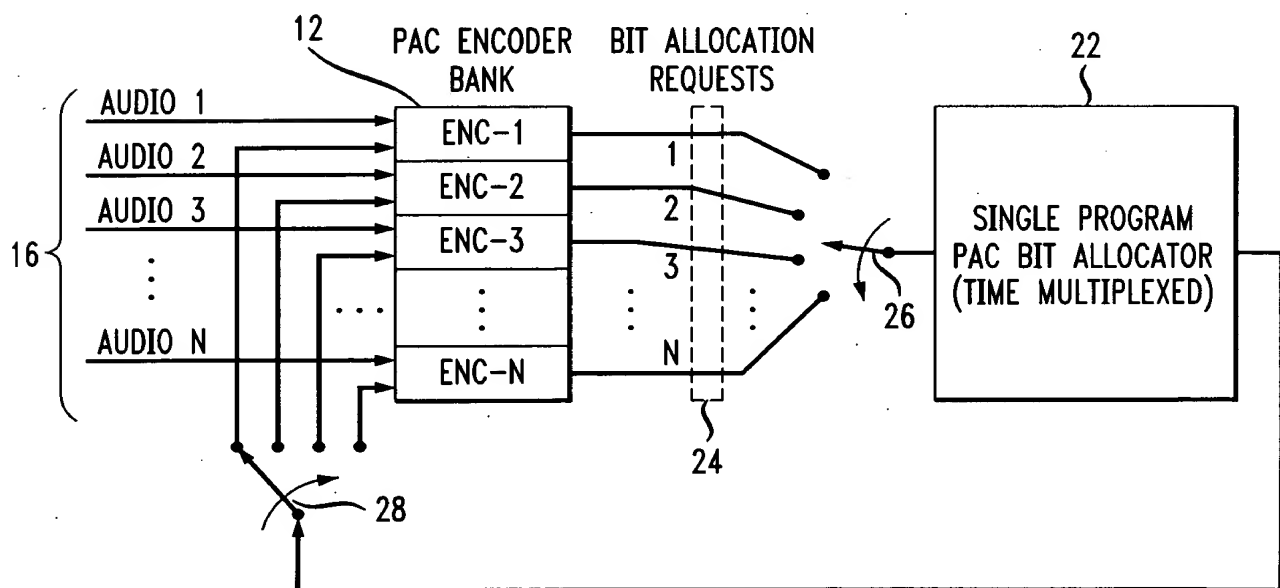 12
PAC ENCODER
BANK
BIT ALLOCATION
REQUESTS
22
16
AUDIO 1
AUDIO 2
AUDIO 3
AUDIO N
ENC-1
ENC-2
ENC-3
ENC-N
1
2
3
N
24
26
SINGLE PROGRAM
PAC BIT ALLOCATOR
(TIME MULTIPLEXED)
28